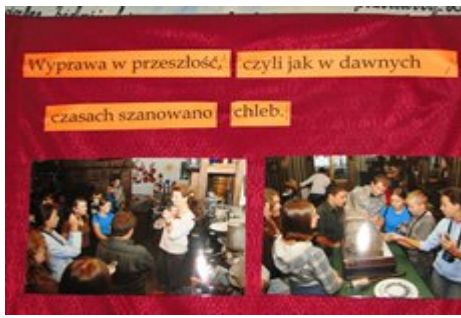 Wyprawa w przeszłość, czyli jak w dawnych
czasach szanowano chleb.